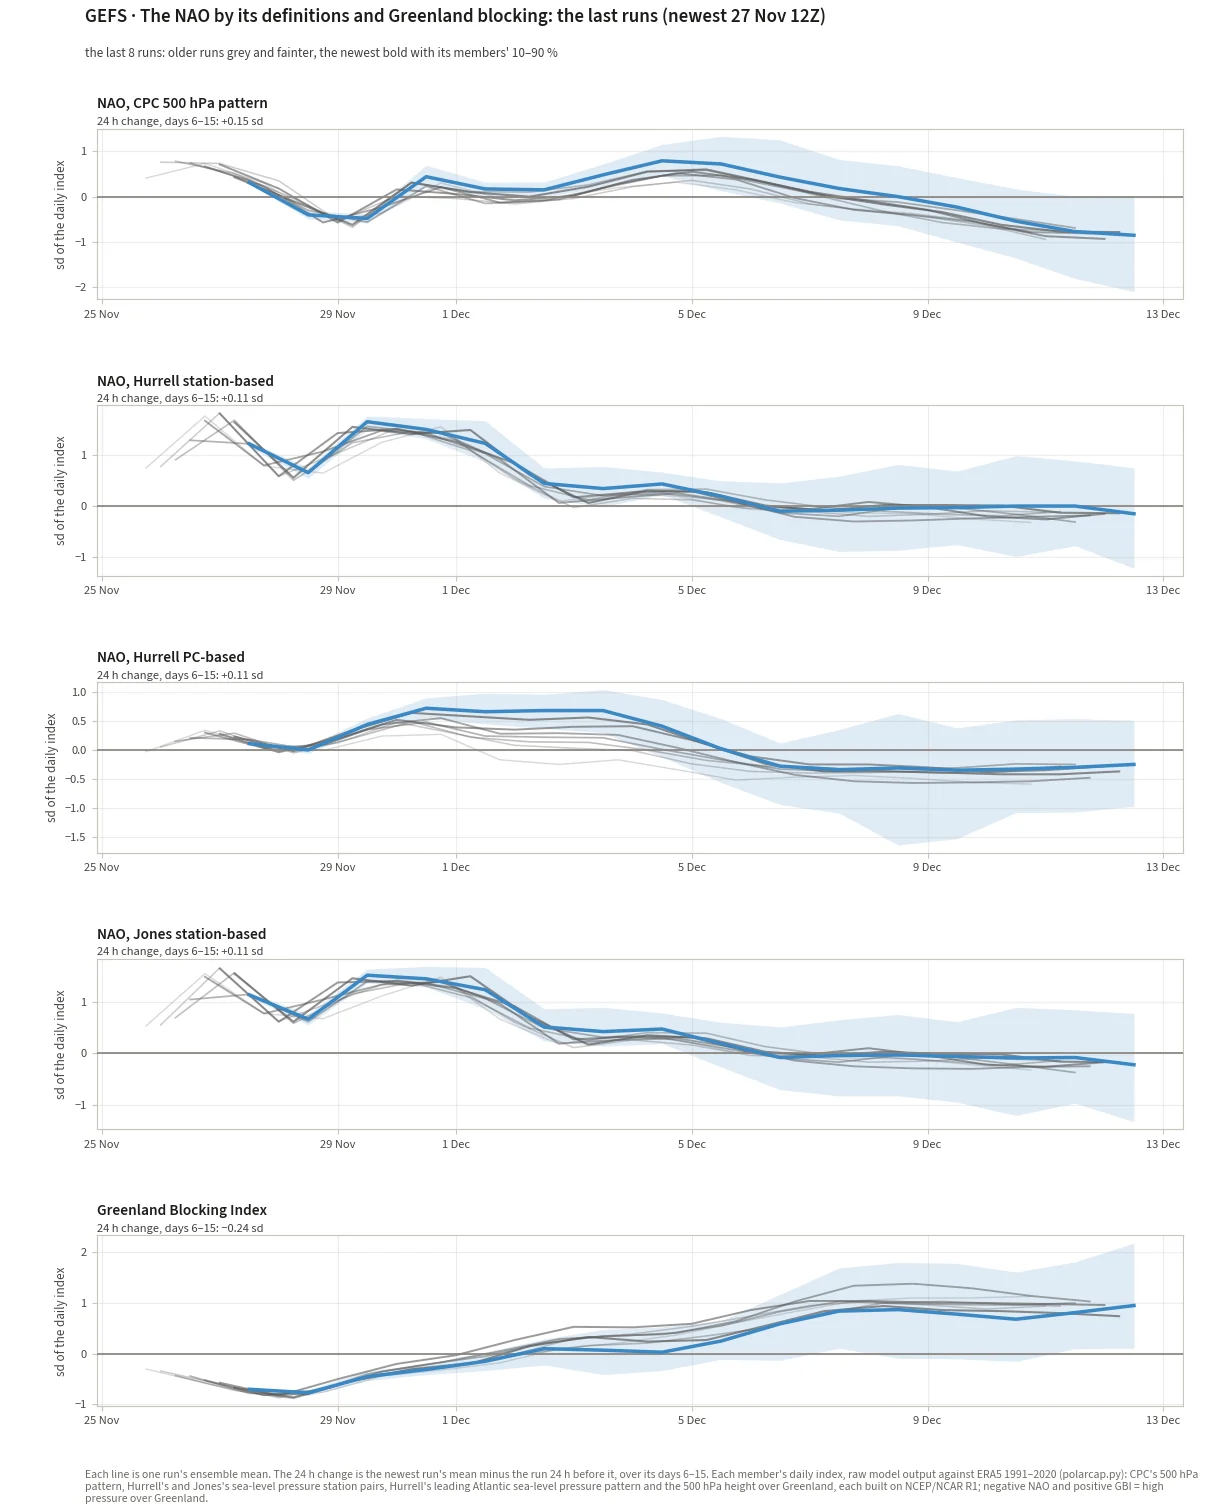 GEFS · The NAO by its definitions and Greenland blocking: the last runs (newest 27 Nov 12Z)
the last 8 runs: older runs grey and fainter, the newest bold with its members' 10–90 %
NAO, CPC 500 hPa pattern
24 h change, days 6–15: +0.15 sd
sd of the daily index
1
0
−1
−2
25 Nov
29 Nov
1 Dec
5 Dec
9 Dec
13 Dec
NAO, Hurrell station-based
24 h change, days 6–15: +0.11 sd
sd of the daily index
1
0
−1
25 Nov
29 Nov
1 Dec
5 Dec
9 Dec
13 Dec
NAO, Hurrell PC-based
24 h change, days 6–15: +0.11 sd
sd of the daily index
1.0
0.5
0.0
−0.5
−1.0
−1.5
25 Nov
29 Nov
1 Dec
5 Dec
9 Dec
13 Dec
NAO, Jones station-based
24 h change, days 6–15: +0.11 sd
sd of the daily index
1
0
−1
25 Nov
29 Nov
1 Dec
5 Dec
9 Dec
13 Dec
Greenland Blocking Index
24 h change, days 6–15: −0.24 sd
sd of the daily index
2
1
0
−1
25 Nov
29 Nov
1 Dec
5 Dec
9 Dec
13 Dec
Each line is one run's ensemble mean. The 24 h change is the newest run's mean minus the run 24 h before it, over its days 6–15. Each member's daily index, raw model output against ERA5 1991–2020 (polarcap.py): CPC's 500 hPa
pattern, Hurrell's and Jones's sea-level pressure station pairs, Hurrell's leading Atlantic sea-level pressure pattern and the 500 hPa height over Greenland, each built on NCEP/NCAR R1; negative NAO and positive GBI = high
pressure over Greenland.